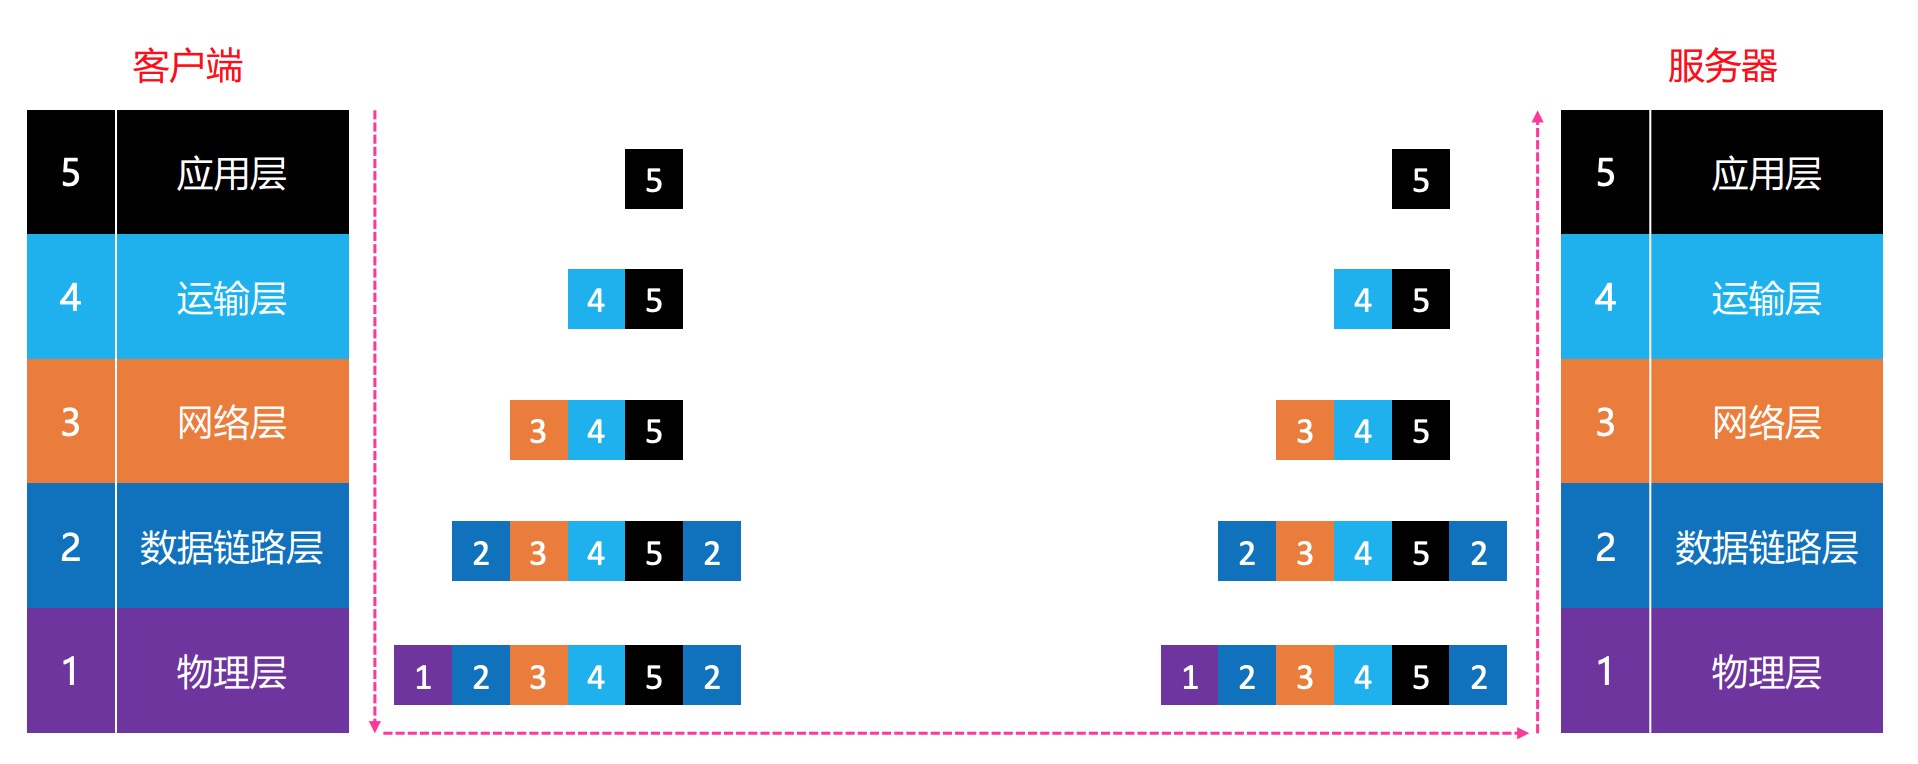 客户端 服务器
5 应用层 5 5 5 应用层
4 运输层 4 5 4 5 4 运输层
3 网络层 3 4 5 3 4 5 3 网络层
2 数据链路层 2 3 4 5 2 2 3 4 5 2 2 数据链路层
1 物理层 1 2 3 4 5 2 1 2 3 4 5 2 1 物理层